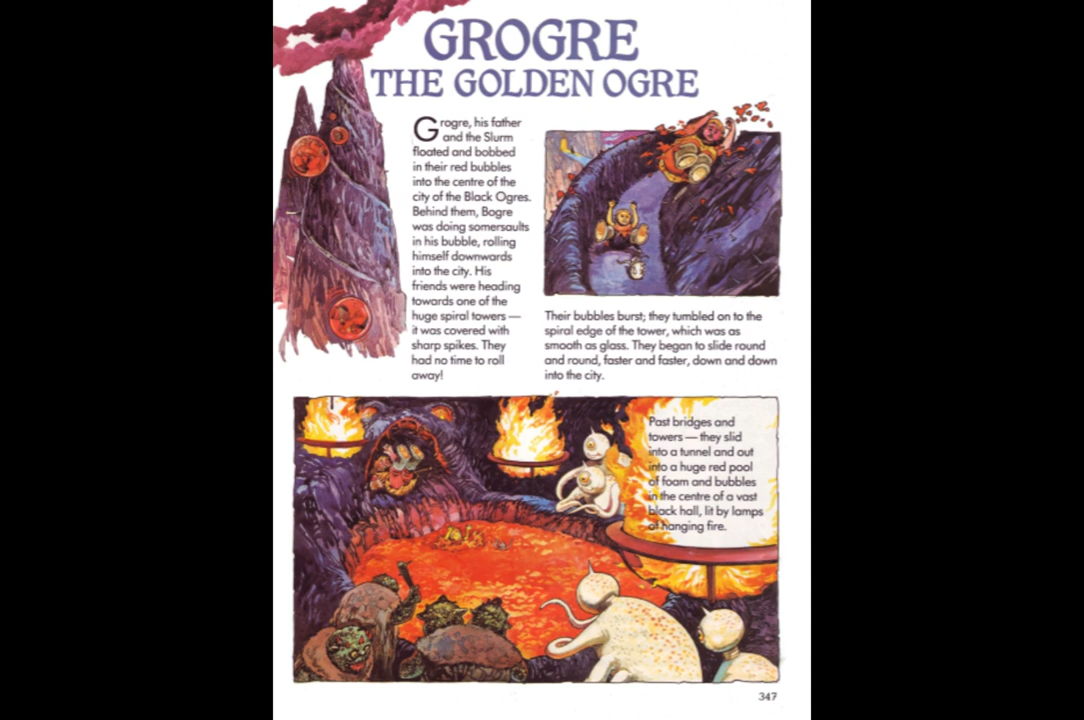 GROGRE
THE GOLDEN OGRE
Grogre, his father
and the Slurm
floated and bobbed
in their red bubbles
into the centre of the
city of the Black Ogres.
Behind them, Bogre
was doing somersaults
in his bubble, rolling
himself downwards
into the city. His
friends were heading
towards one of the
huge spiral towers —
it was covered with
sharp spikes. They
had no time to roll
away!
Their bubbles burst; they tumbled on to the
spiral edge of the tower, which was as
smooth as glass. They began to slide round
and round, faster and faster, down and down
into the city.
Past bridges and
towers — they slid
into a tunnel and out
into a huge red pool
of foam and bubbles
in the centre of a vast
black hall, lit by lamps
of hanging fire.
347